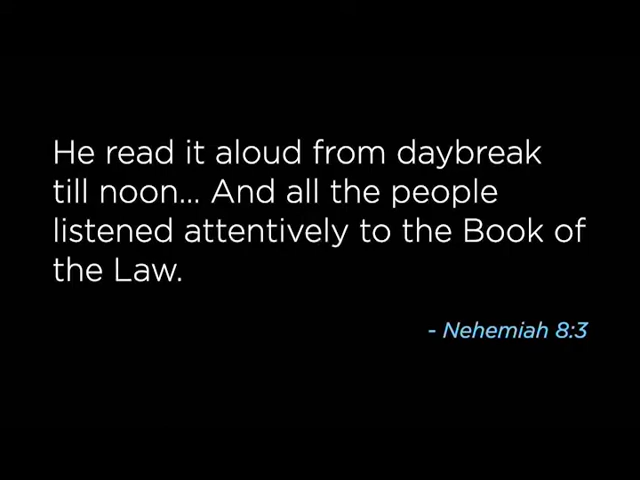 He read it aloud from daybreak
till noon... And all the people
listened attentively to the Book of
the Law.
- Nehemiah 8:3